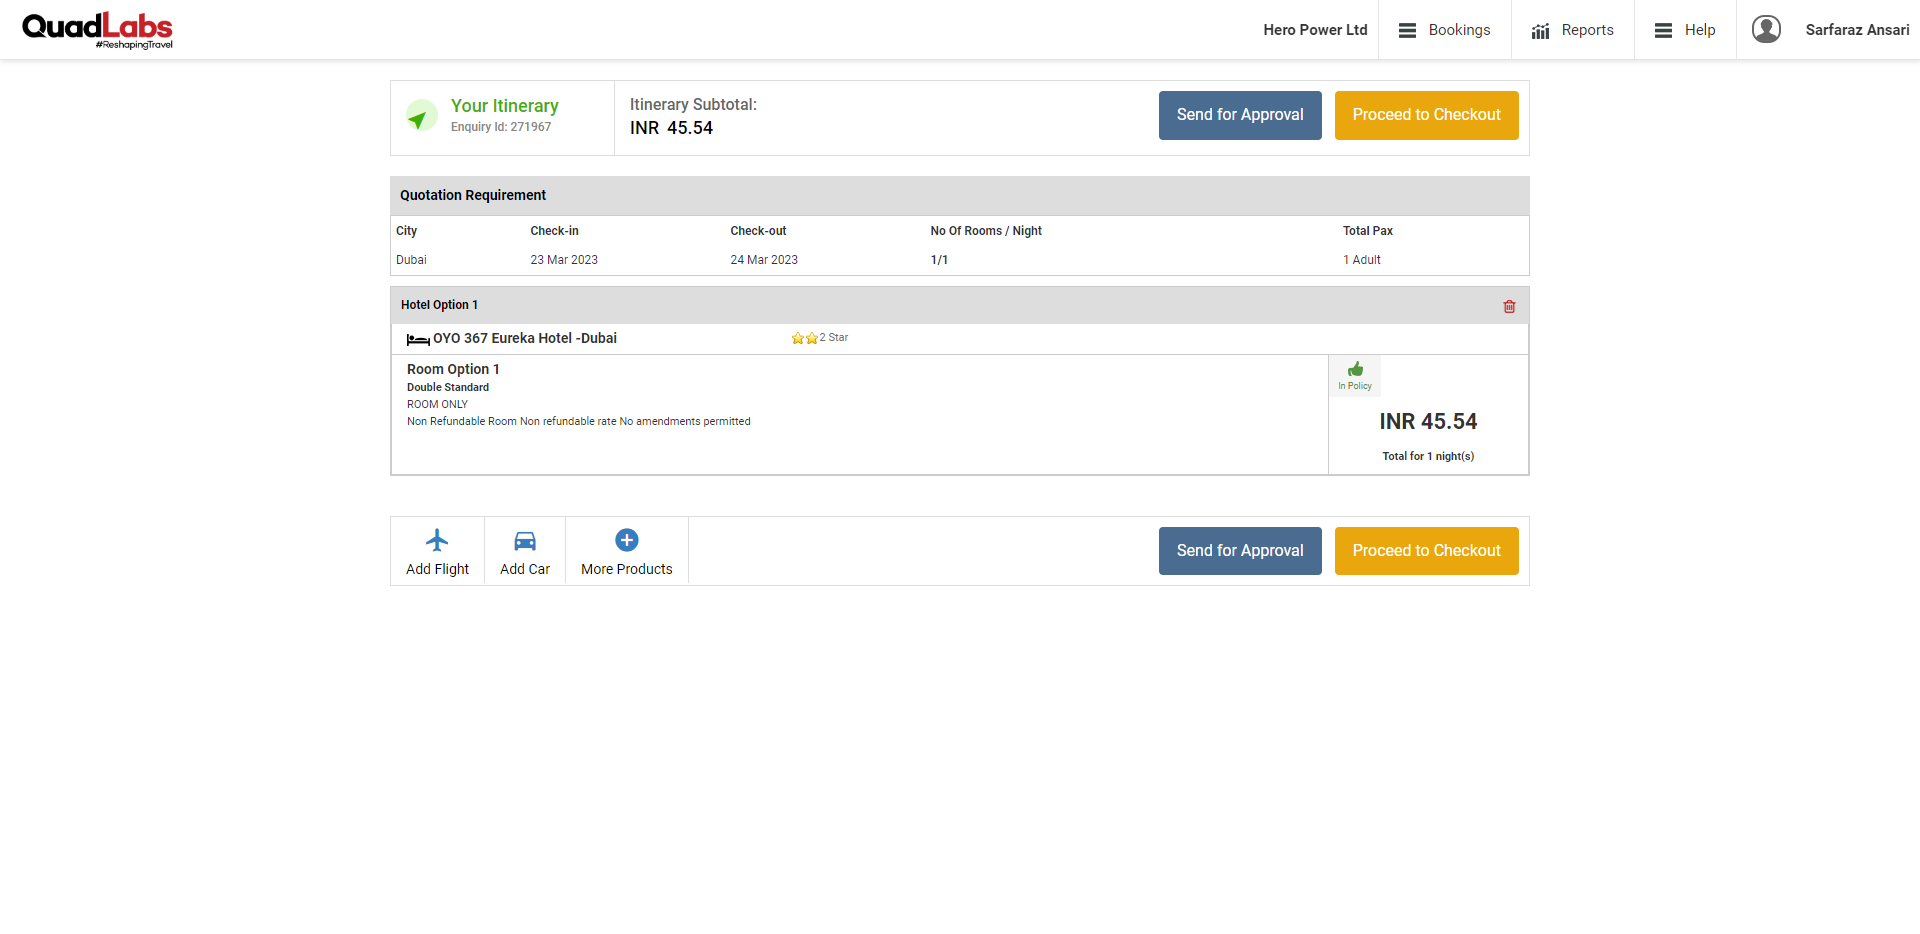 QuadLabs
#ReshapingTravel
Hero Power Ltd
Bookings
Reports
Help
Sarfaraz Ansari
Your Itinerary
Enquiry Id: 271967
Itinerary Subtotal:
INR 45.54
Send for Approval
Proceed to Checkout
Quotation Requirement
City Check-in Check-out No Of Rooms / Night Total Pax
Dubai 23 Mar 2023 24 Mar 2023 1/1 1 Adult
Hotel Option 1
OYO 367 Eureka Hotel -Dubai 2 Star
Room Option 1
Double Standard
ROOM ONLY
Non Refundable Room Non refundable rate No amendments permitted
In Policy
INR 45.54
Total for 1 night(s)
Add Flight
Add Car
More Products
Send for Approval
Proceed to Checkout